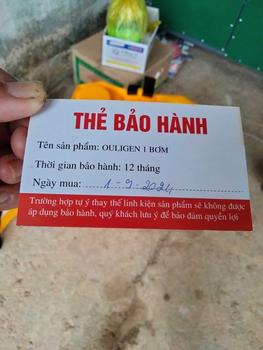 THẺ BẢO HÀNH
Tên sản phẩm: OULIGEN 1 BƠM
Thời gian bảo hành: 12 tháng
Ngày mua: 1-9-2024
Trường hợp tự ý thay thế linh kiện sản phẩm sẽ không được
áp dụng bảo hành, quý khách lưu ý để bảo đảm quyền lợi